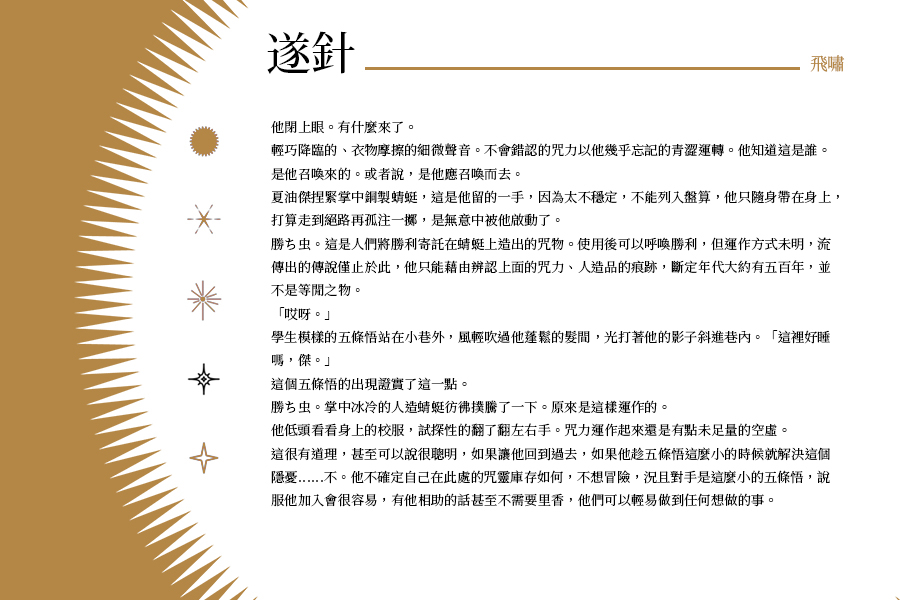 遂針
飛嘯
他閉上眼。有什麼來了。
輕巧降臨的、衣物摩擦的細微聲音。不會錯認的咒力以他幾乎忘記的青澀運轉。他知道這是誰。
是他召喚來的。或者說，是他應召喚而去。
夏油傑捏緊掌中銅製蜻蜓，這是他留的一手，因為太不穩定，不能列入盤算，他只隨身帶在身上，
打算走到絕路再孤注一擲，是無意中被他啟動了。
勝ち虫。這是人們將勝利寄託在蜻蜓上造出的咒物。使用後可以呼喚勝利，但運作方式未明，流
傳出的傳說僅止於此，他只能藉由辨認上面的咒力、人造品的痕跡，斷定年代大約有五百年，並
不是等閒之物。
「哎呀。」
學生模樣的五條悟站在小巷外，風輕吹過他蓬鬆的髮間，光打著他的影子斜進巷內。「這裡好睡
嗎，傑。」
這個五條悟的出現證實了這一點。
勝ち虫。掌中冰冷的人造蜻蜓彷彿撲騰了一下。原來是這樣運作的。
他低頭看看身上的校服，試探性的翻了翻左右手。咒力運作起來還是有點未足量的空虛。
這很有道理，甚至可以說很聰明，如果讓他回到過去，如果他趁五條悟這麼小的時候就解決這個
隱憂……不。他不確定自己在此處的咒靈庫存如何，不想冒險，況且對手是這麼小的五條悟，說
服他加入會很容易，有他相助的話甚至不需要里香，他們可以輕易做到任何想做的事。